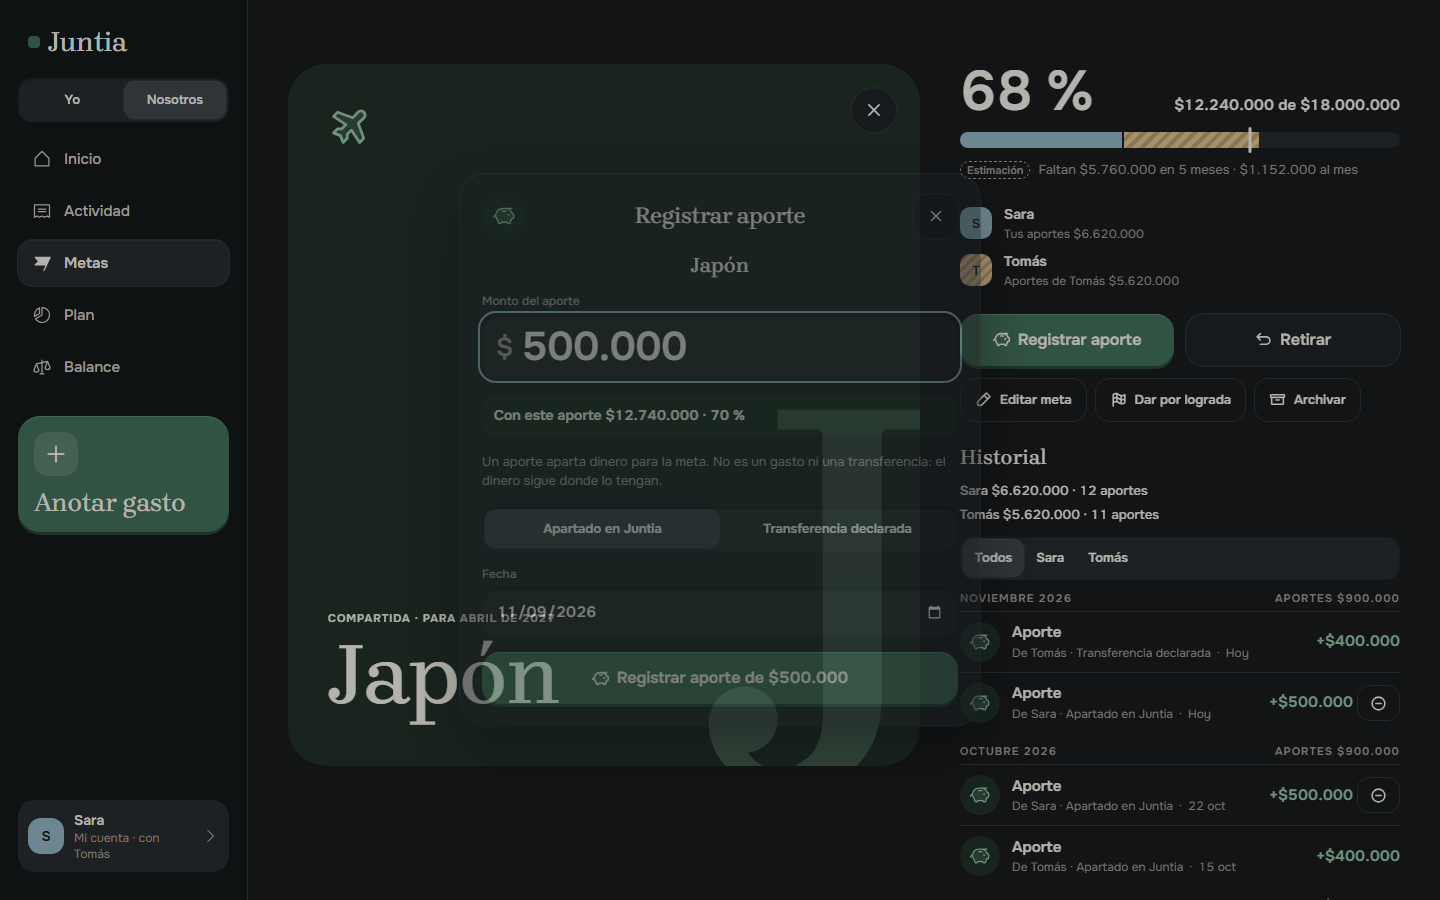 Juntia
Yo
Nosotros
Inicio
Actividad
Metas
Plan
Balance
Anotar gasto
S
Sara
Mi cuenta · con
Tomás
COMPARTIDA · PARA ABRIL DE 2027
Japón
J
Registrar aporte
Japón
Monto del aporte
$ 500.000
Con este aporte $12.740.000 · 70 %
Un aporte aparta dinero para la meta. No es un gasto ni una transferencia: el
dinero sigue donde lo tengan.
Apartado en Juntia
Transferencia declarada
Fecha
11/09/2026
Registrar aporte de $500.000
68 %
$12.240.000 de $18.000.000
Estimación
Faltan $5.760.000 en 5 meses · $1.152.000 al mes
S
Sara
Tus aportes $6.620.000
T
Tomás
Aportes de Tomás $5.620.000
Registrar aporte
Retirar
Editar meta
Dar por lograda
Archivar
Historial
Sara $6.620.000 · 12 aportes
Tomás $5.620.000 · 11 aportes
Todos
Sara
Tomás
NOVIEMBRE 2026
APORTES $900.000
Aporte
De Tomás · Transferencia declarada · Hoy
+$400.000
Aporte
De Sara · Apartado en Juntia · Hoy
+$500.000
OCTUBRE 2026
APORTES $900.000
Aporte
De Sara · Apartado en Juntia · 22 oct
+$500.000
Aporte
De Tomás · Apartado en Juntia · 15 oct
+$400.000